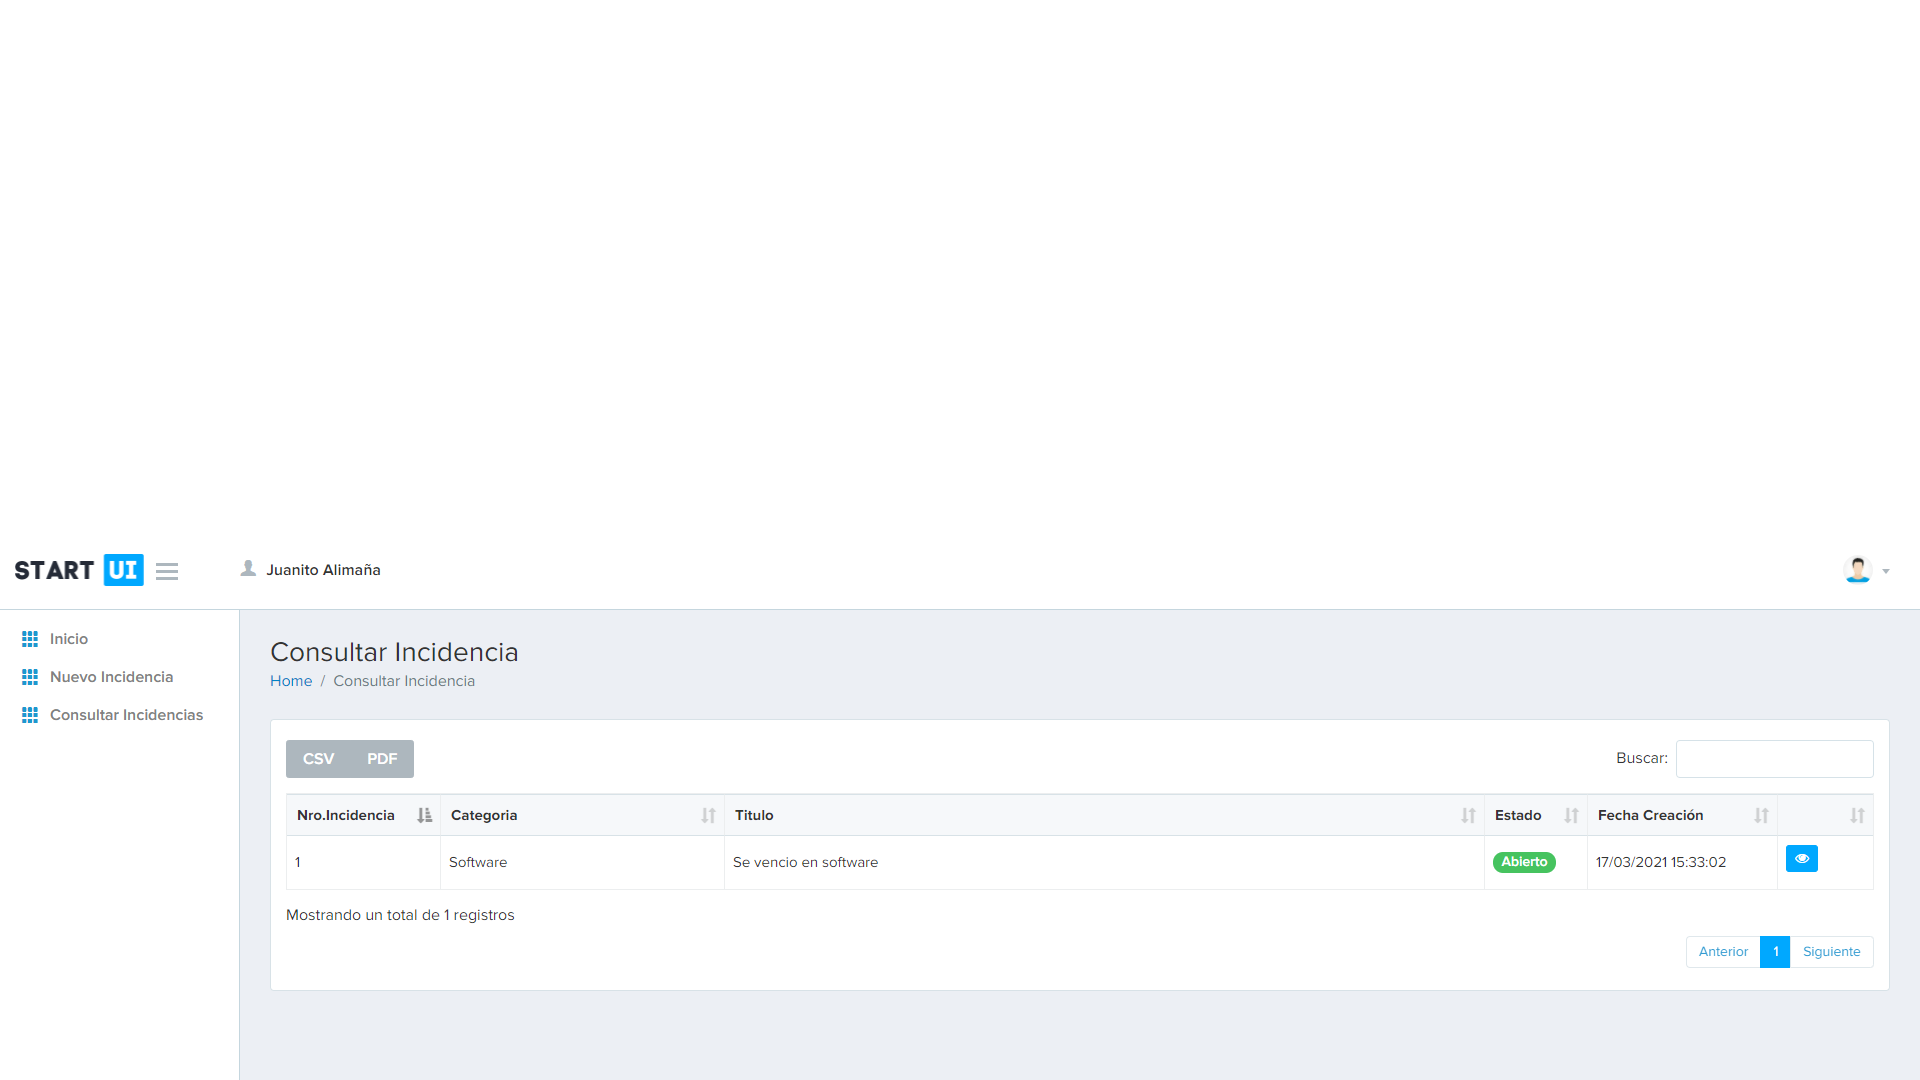 START UI
Juanito Alimaña
Inicio
Nuevo Incidencia
Consultar Incidencias
Consultar Incidencia
Home / Consultar Incidencia
CSV PDF
Buscar:
Nro.Incidencia Categoria Titulo Estado Fecha Creación
1 Software Se vencio en software Abierto 17/03/2021 15:33:02
Mostrando un total de 1 registros
Anterior 1 Siguiente